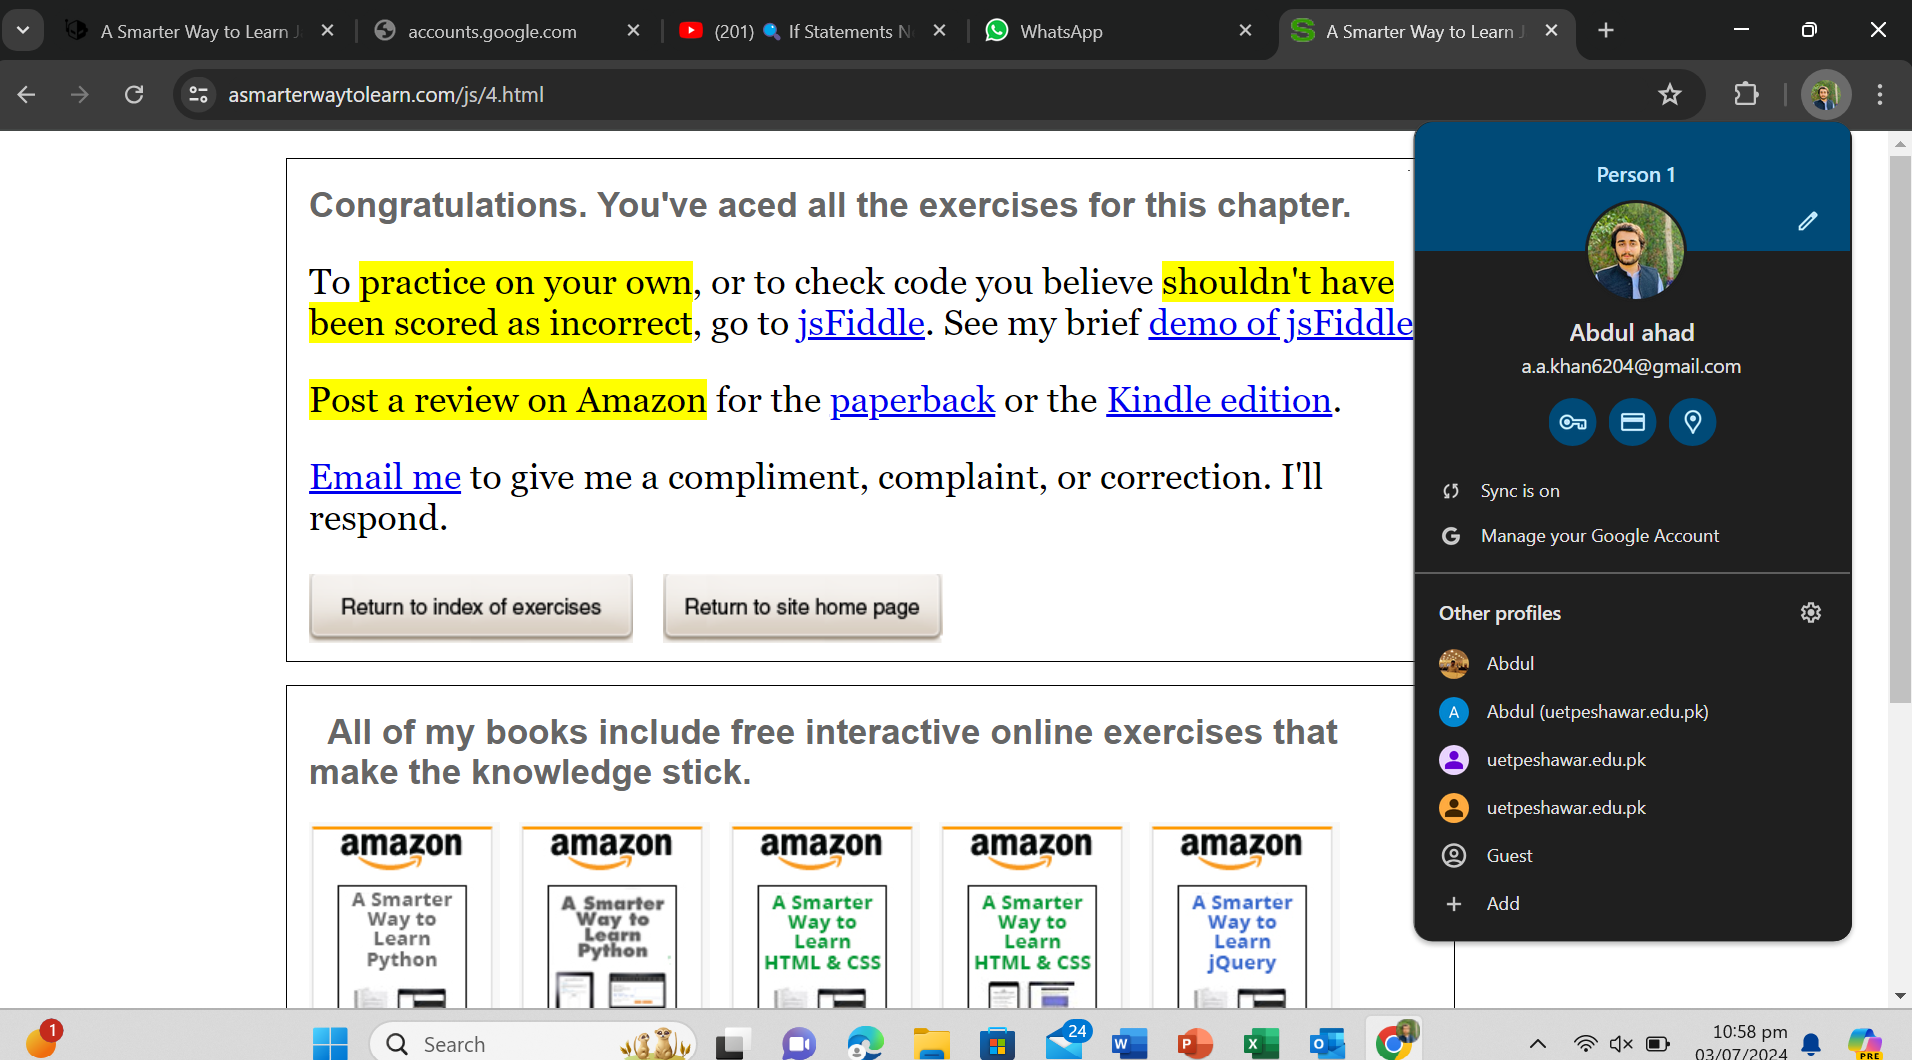 A Smarter Way to Learn J
accounts.google.com
(201) 🔍 If Statements N
WhatsApp
A Smarter Way to Learn J
asmarterwaytolearn.com/js/4.html
Congratulations. You've aced all the exercises for this chapter.
To practice on your own, or to check code you believe shouldn't have
been scored as incorrect, go to jsFiddle. See my brief demo of jsFiddle
Post a review on Amazon for the paperback or the Kindle edition.
Email me to give me a compliment, complaint, or correction. I'll
respond.
Return to index of exercises
Return to site home page
All of my books include free interactive online exercises that
make the knowledge stick.
amazon
A Smarter
Way to
Learn
Python
amazon
A Smarter
Way to
Learn
Python
amazon
A Smarter
Way to
Learn
HTML & CSS
amazon
A Smarter
Way to
Learn
HTML & CSS
amazon
A Smarter
Way to
Learn
jQuery
Person 1
Abdul ahad
a.a.khan6204@gmail.com
Sync is on
Manage your Google Account
Other profiles
Abdul
A
Abdul (uetpeshawar.edu.pk)
uetpeshawar.edu.pk
uetpeshawar.edu.pk
Guest
Add
1
Search
24
W
P
X
O
10:58 pm
03/07/2024
PRE